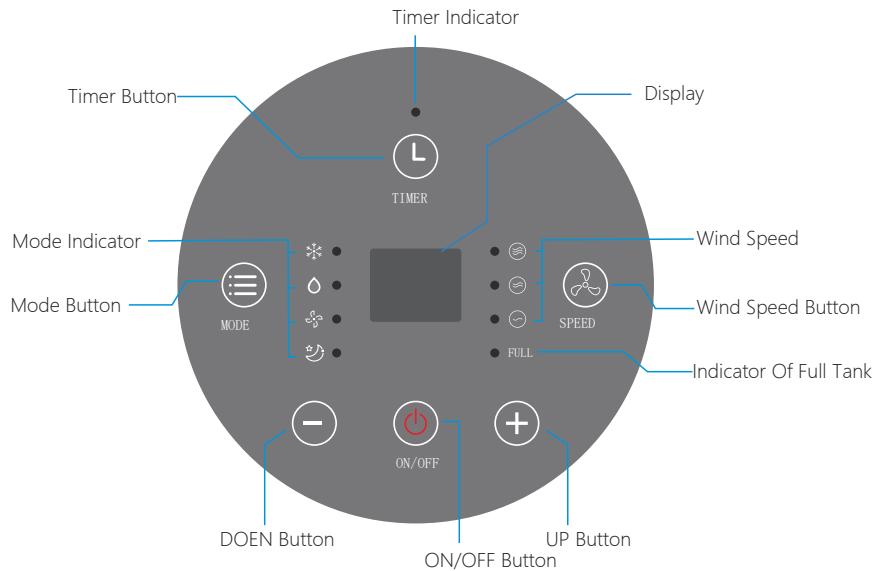 Timer Indicator
Timer Button
Display
TIMER
Mode Indicator
Wind Speed
Mode Button
MODE
SPEED
Wind Speed Button
FULL
Indicator Of Full Tank
ON/OFF
DOEN Button
UP Button
ON/OFF Button